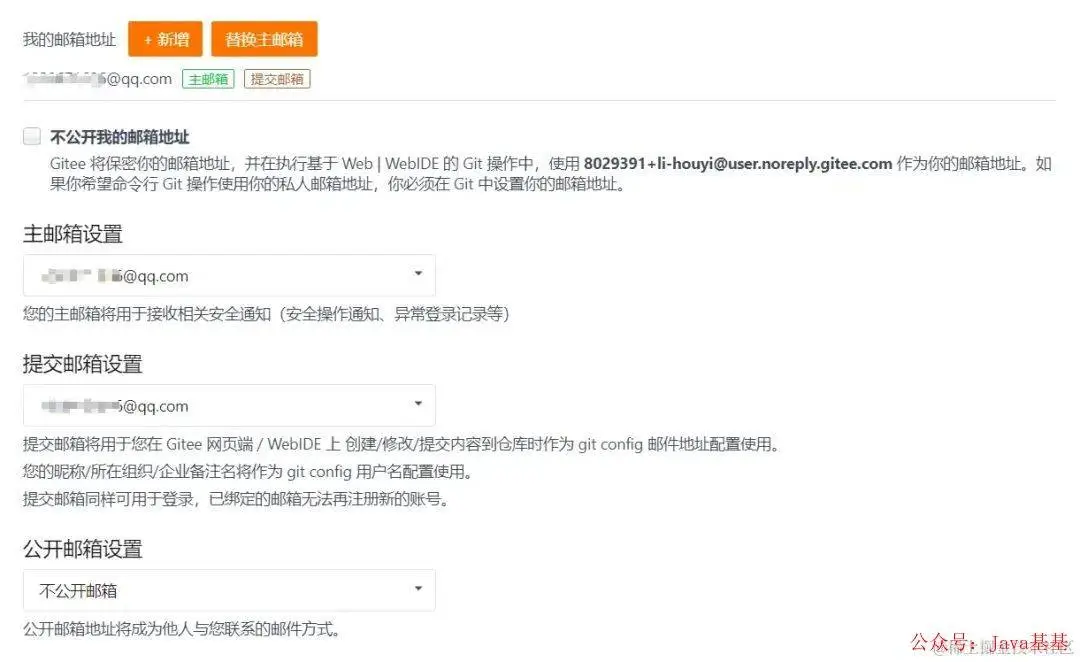 我的邮箱地址 + 新增 替换主邮箱
@qq.com 主邮箱 提交邮箱
不公开我的邮箱地址
Gitee 将保密你的邮箱地址，并在执行基于 Web | WebIDE 的 Git 操作中，使用 8029391+li-houyi@user.noreply.gitee.com 作为你的邮箱地址。如
果你希望命令行 Git 操作使用你的私人邮箱地址，你必须在 Git 中设置你的邮箱地址。
主邮箱设置
@qq.com
您的主邮箱将用于接收相关安全通知（安全操作通知、异常登录记录等）
提交邮箱设置
@qq.com
提交邮箱将用于您在 Gitee 网页端 / WebIDE 上 创建/修改/提交内容到仓库时作为 git config 邮件地址配置使用。
您的昵称/所在组织/企业备注名将作为 git config 用户名配置使用。
提交邮箱同样可用于登录，已绑定的邮箱无法再注册新的账号。
公开邮箱设置
不公开邮箱
公开邮箱地址将成为他人与您联系的邮件方式。
公众号：Java基基